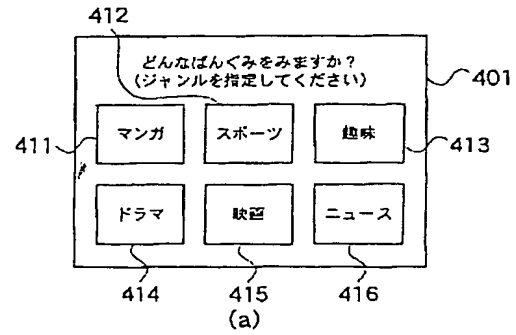 412
どんなばんぐみをみますか?
(ジャンルを指定してください)
401
411 マンガ スポーツ 趣味 413
ドラマ 映画 ニュース
414 415 416
(a)